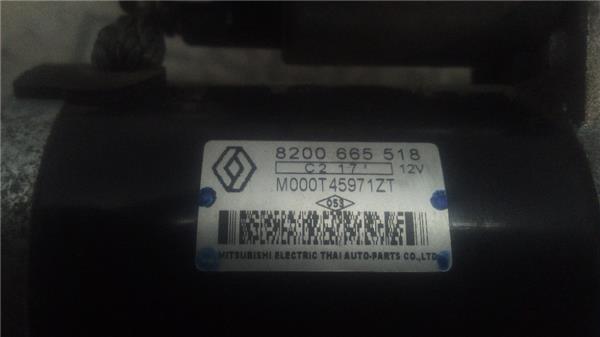 8200 665 518
C2 17' 12V
M000T45971ZT
053
MITSUBISHI ELECTRIC THAI AUTO-PARTS CO.,LTD.